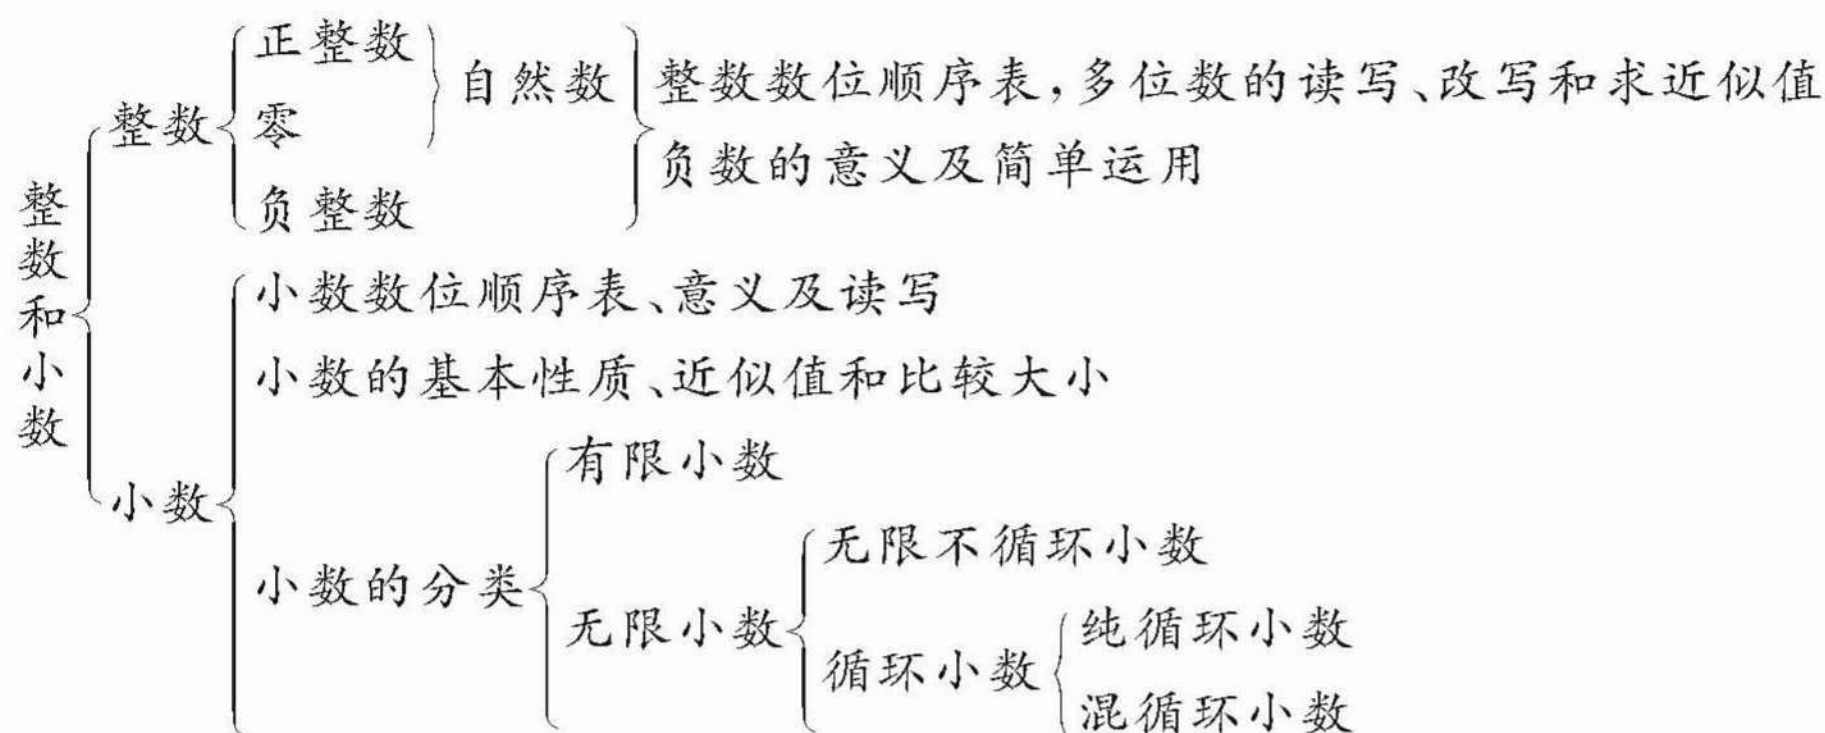 整数和小数
整数
正整数
零
负整数
自然数
整数数位顺序表,多位数的读写、改写和求近似值
负数的意义及简单运用
小数
小数数位顺序表、意义及读写
小数的基本性质、近似值和比较大小
小数的分类
有限小数
无限小数
无限不循环小数
循环小数
纯循环小数
混循环小数